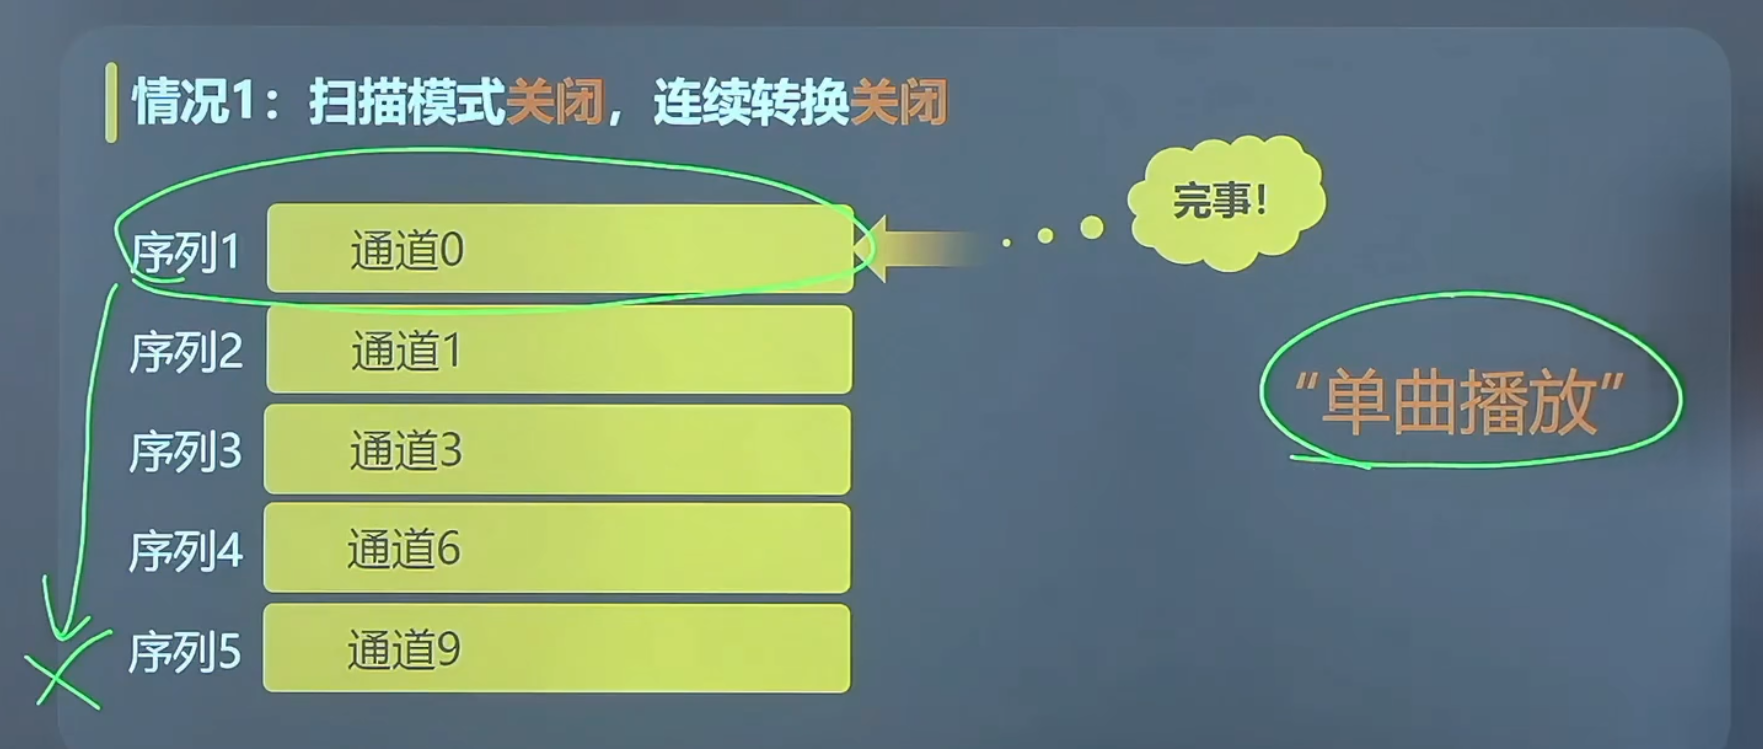 情况1：扫描模式关闭，连续转换关闭
完事！
序列1 通道0
序列2 通道1
“单曲播放”
序列3 通道3
序列4 通道6
序列5 通道9